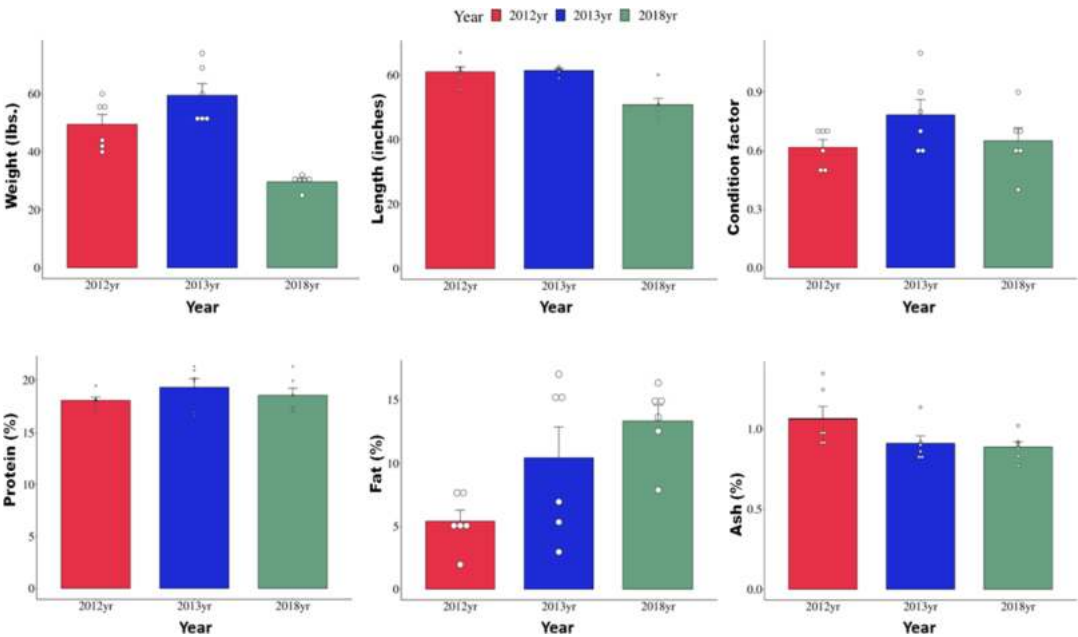 Year 2012yr 2013yr 2018yr
Weight (lbs.)
60
40
20
0
2012yr 2013yr 2018yr
Year
Length (inches)
60
40
20
0
2012yr 2013yr 2018yr
Year
Condition factor
0.9
0.6
0.3
0.0
2012yr 2013yr 2018yr
Year
Protein (%)
20
15
10
5
0
2012yr 2013yr 2018yr
Year
Fat (%)
15
10
5
0
2012yr 2013yr 2018yr
Year
Ash (%)
1.0
0.5
0.0
2012yr 2013yr 2018yr
Year